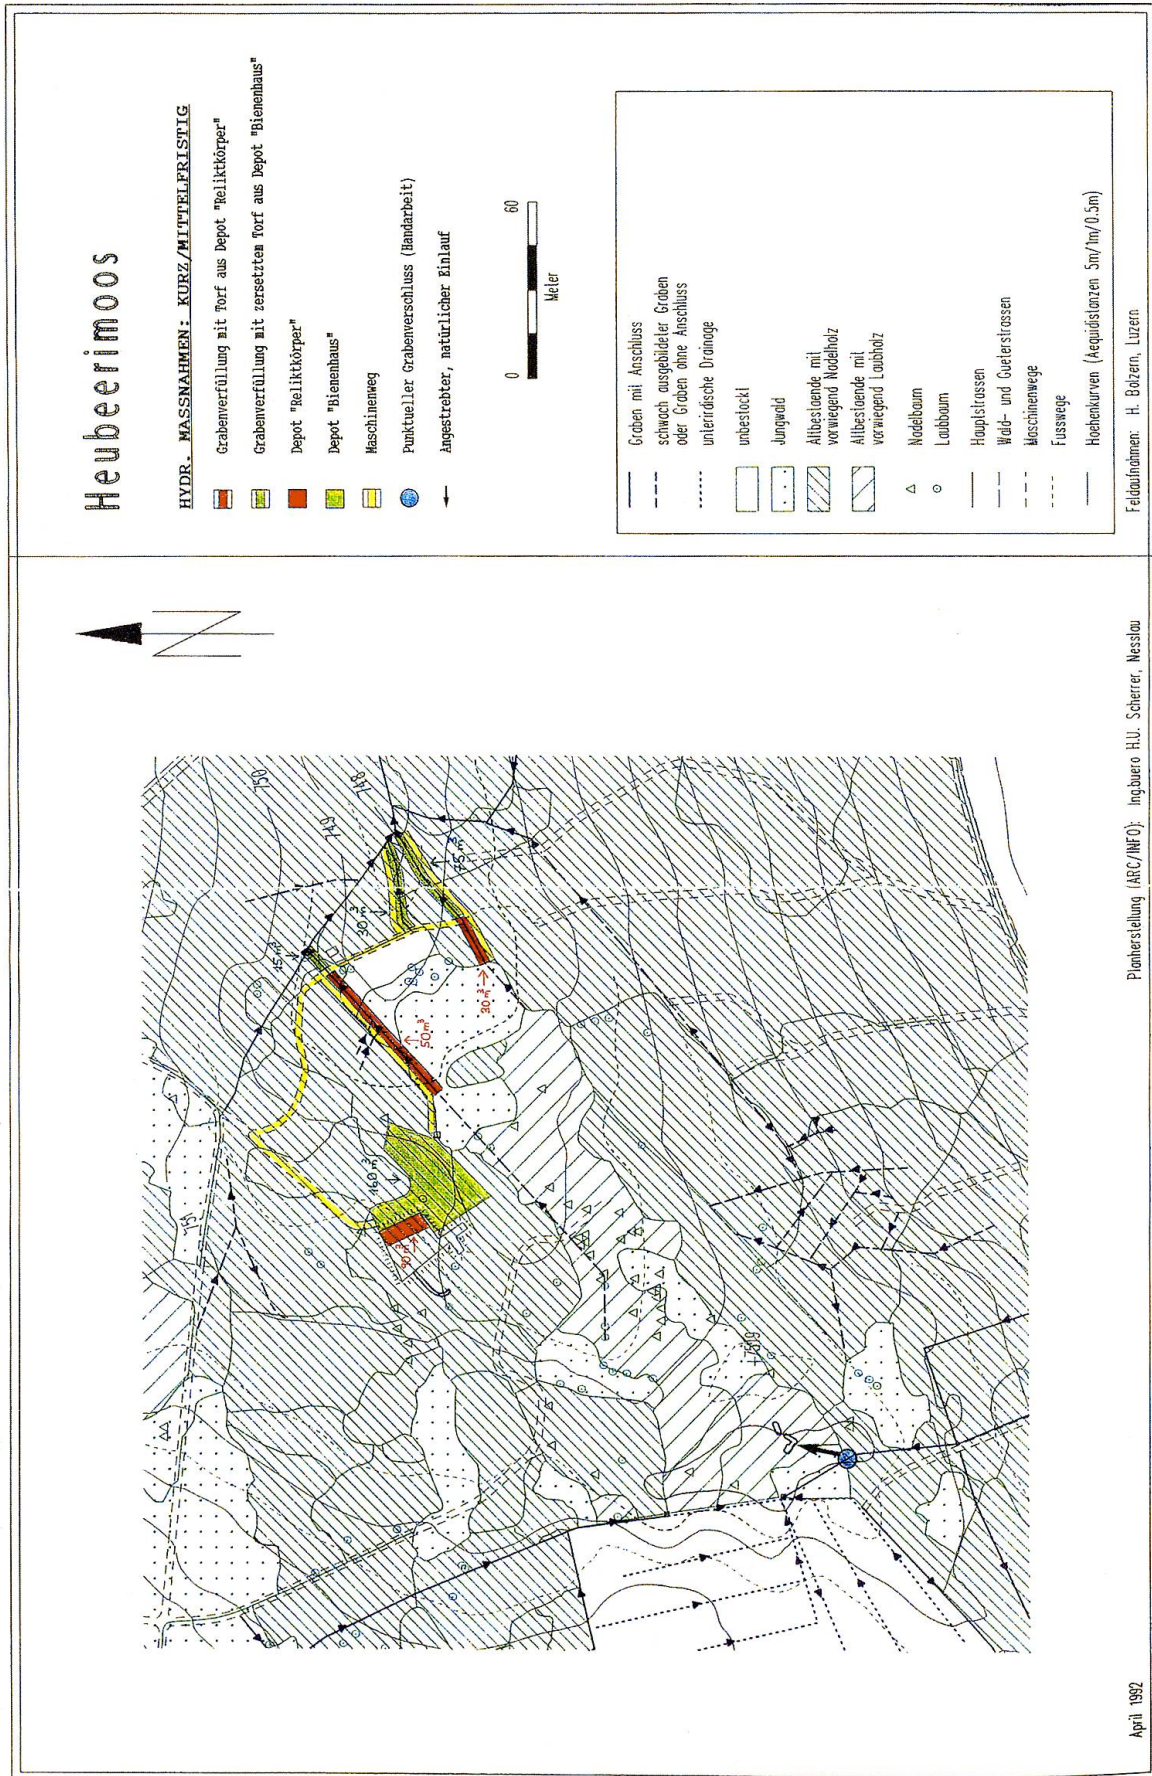 Heubeerimoos
HYDR. MASSNAHMEN: KURZ/MITTELFRISTIG
Grabenverfüllung mit Torf aus Depot "Reliktkörper"
Grabenverfüllung mit zersetztem Torf aus Depot "Bienenhaus"
Depot "Reliktkörper"
Depot "Bienenhaus"
Maschinenweg
Punktueller Grabenverschluss (Handarbeit)
Angestrebter, natürlicher Einlauf
0 60
Meter
Graben mit Anschluss
schwach ausgebildeter Graben
oder Graben ohne Anschluss
unterirdische Drainage
unbestockt
Jungwald
Altbestaende mit
vorwiegend Nadelholz
Altbestaende mit
vorwiegend Laubholz
Nadelbaum
Laubbaum
Hauptstrassen
Wald- und Gueterstrassen
Maschinenwege
Fusswege
Hoehenkurven (Aequidistanzen 5m/1m/0.5m)
Feldaufnahmen: H. Bolzern, Luzern
750
749
748
751
15 m³
30 m³
75 m³
50 m³
30 m³
160 m³
90 m³
April 1992
Planherstellung (ARC/INFO): Ing.buero H.U. Scherrer, Nesslau